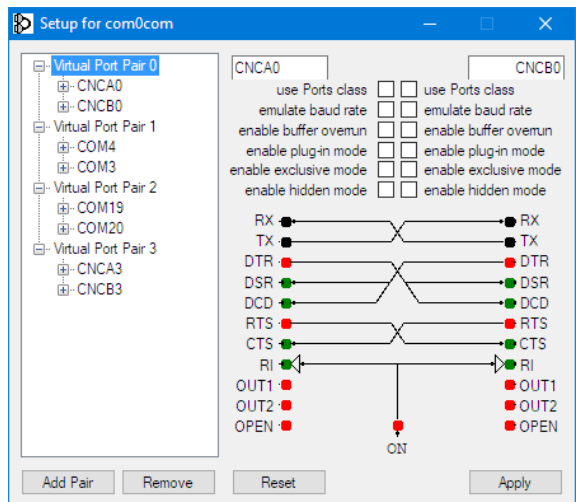 Setup for com0com
Virtual Port Pair 0
CNCA0
CNCB0
Virtual Port Pair 1
COM4
COM3
Virtual Port Pair 2
COM19
COM20
Virtual Port Pair 3
CNCA3
CNCB3
CNCA0 CNCB0
use Ports class use Ports class
emulate baud rate emulate baud rate
enable buffer overrun enable buffer overrun
enable plug-in mode enable plug-in mode
enable exclusive mode enable exclusive mode
enable hidden mode enable hidden mode
RX RX
TX TX
DTR DTR
DSR DSR
DCD DCD
RTS RTS
CTS CTS
RI RI
OUT1 OUT1
OUT2 OUT2
OPEN OPEN
ON
Add Pair Remove Reset Apply